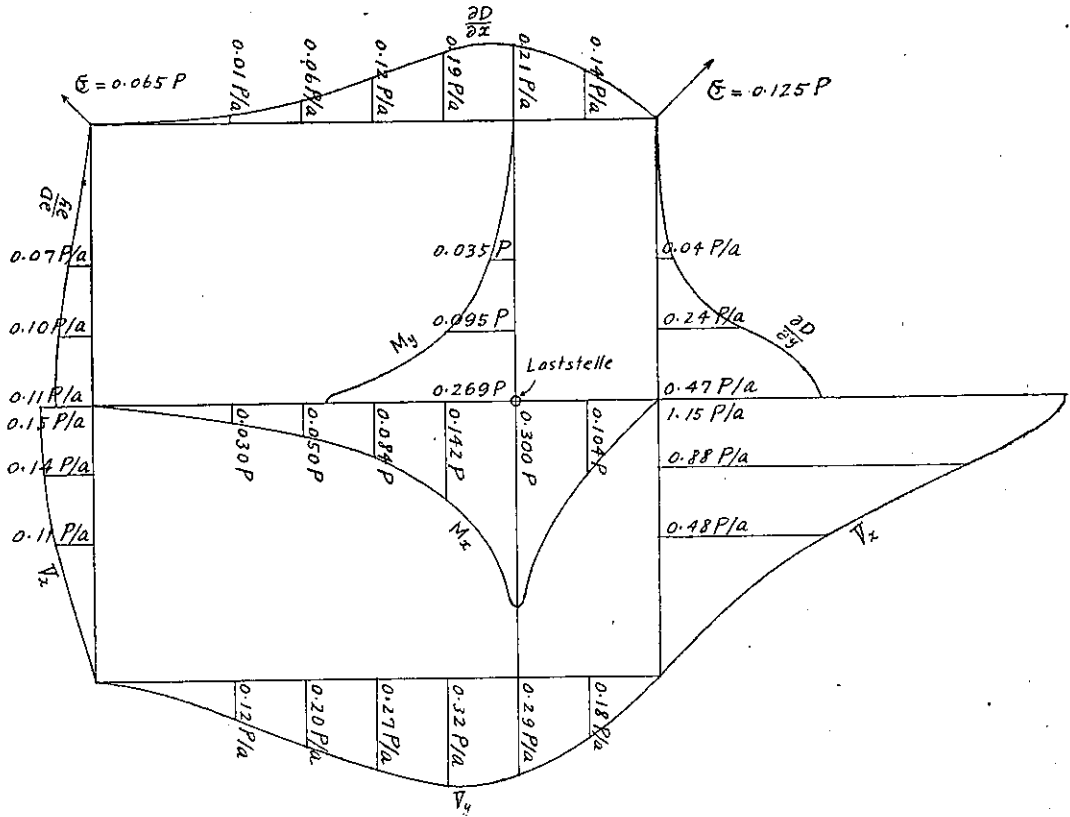 ∂D/∂x
0.01 P/a
0.06 P/a
0.12 P/a
0.19 P/a
0.21 P/a
0.14 P/a
ℭ = 0.065 P
ℭ = 0.125 P
∂D/∂y
0.07 P/a
0.10 P/a
0.11 P/a
0.035 P
0.095 P
0.269 P
My
Laststelle
0.04 P/a
0.24 P/a
0.47 P/a
∂D/∂y
0.15 P/a
0.14 P/a
0.11 P/a
Vx
0.030 P
0.050 P
0.084 P
0.142 P
0.300 P
0.104 P
Mx
1.15 P/a
0.88 P/a
0.48 P/a
Vx
0.12 P/a
0.20 P/a
0.27 P/a
0.32 P/a
0.29 P/a
0.18 P/a
Vy